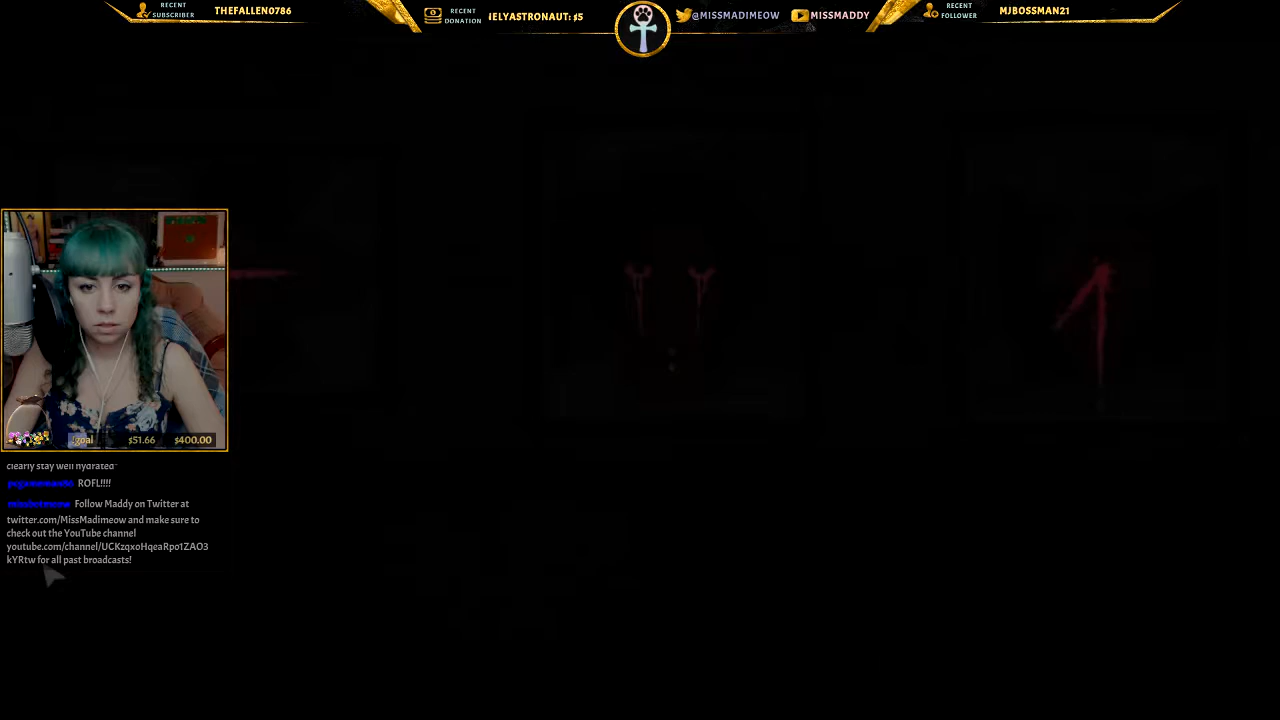 RECENT
SUBSCRIBER
THEFALLEN0786
RECENT
DONATION
IELYASTRONAUT: $5
@MISSMADIMEOW
MISSMADDY
RECENT
FOLLOWER
MJBOSSMAN21
!goal $51.66 $400.00
clearly stay well hydrated~
ROFL!!!!
Follow Maddy on Twitter at
twitter.com/MissMadimeow and make sure to
check out the YouTube channel
youtube.com/channel/UCKzqxoHqeaRpo1ZAO3
kYRtw for all past broadcasts!